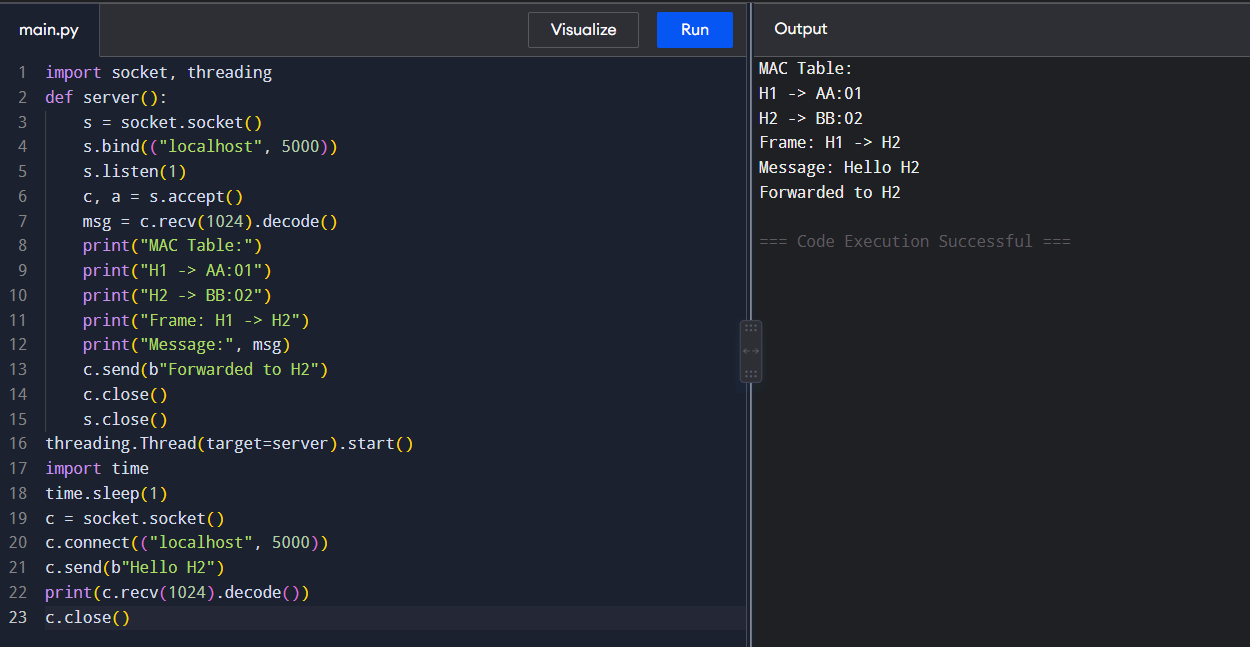 main.py
Visualize
Run
1 import socket, threading
2 def server():
3     s = socket.socket()
4     s.bind(("localhost", 5000))
5     s.listen(1)
6     c, a = s.accept()
7     msg = c.recv(1024).decode()
8     print("MAC Table:")
9     print("H1 -> AA:01")
10     print("H2 -> BB:02")
11     print("Frame: H1 -> H2")
12     print("Message:", msg)
13     c.send(b"Forwarded to H2")
14     c.close()
15     s.close()
16 threading.Thread(target=server).start()
17 import time
18 time.sleep(1)
19 c = socket.socket()
20 c.connect(("localhost", 5000))
21 c.send(b"Hello H2")
22 print(c.recv(1024).decode())
23 c.close()
Output
MAC Table:
H1 -> AA:01
H2 -> BB:02
Frame: H1 -> H2
Message: Hello H2
Forwarded to H2
=== Code Execution Successful ===